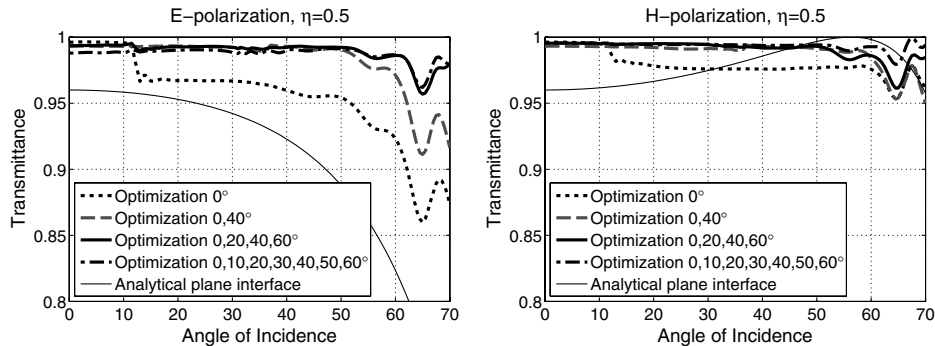 E−polarization, η=0.5
1
0.95
0.9
0.85
0.8
Transmittance
0 10 20 30 40 50 60 70
Angle of Incidence
Optimization 0°
Optimization 0,40°
Optimization 0,20,40,60°
Optimization 0,10,20,30,40,50,60°
Analytical plane interface
H−polarization, η=0.5
1
0.95
0.9
0.85
0.8
Transmittance
0 10 20 30 40 50 60 70
Angle of Incidence
Optimization 0°
Optimization 0,40°
Optimization 0,20,40,60°
Optimization 0,10,20,30,40,50,60°
Analytical plane interface